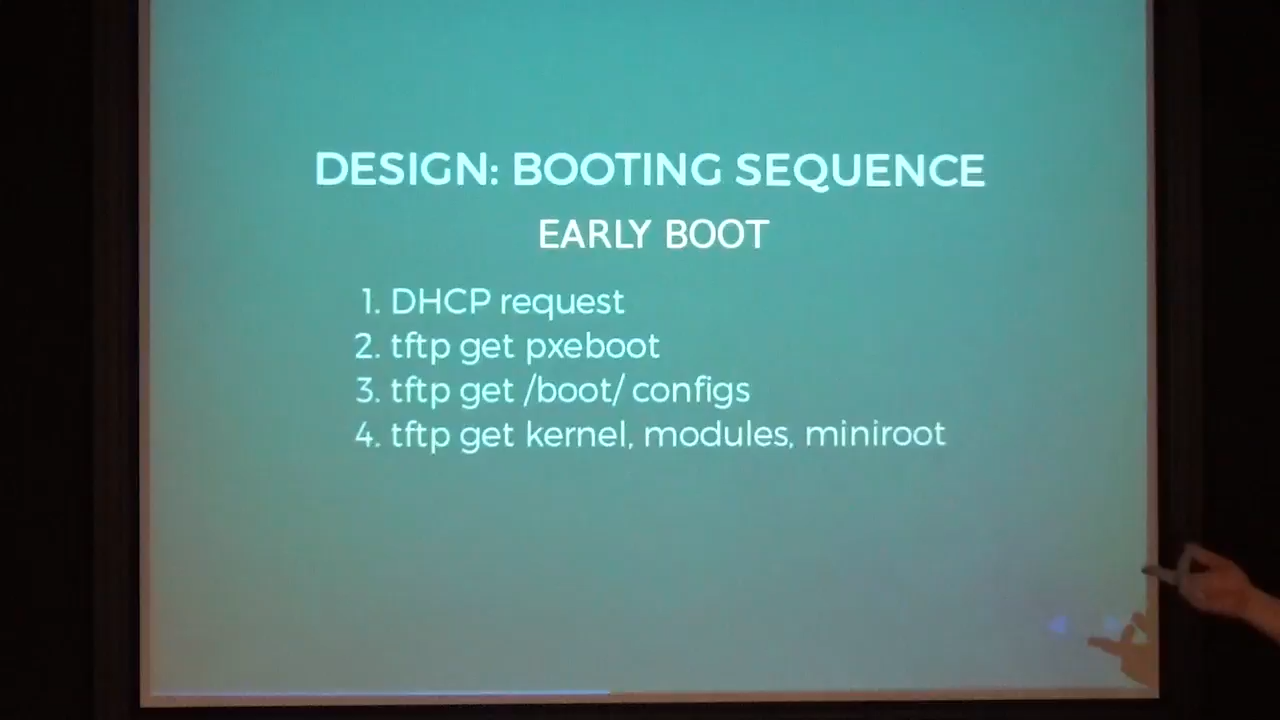 DESIGN: BOOTING SEQUENCE
EARLY BOOT
1. DHCP request
2. tftp get pxeboot
3. tftp get /boot/ configs
4. tftp get kernel, modules, miniroot